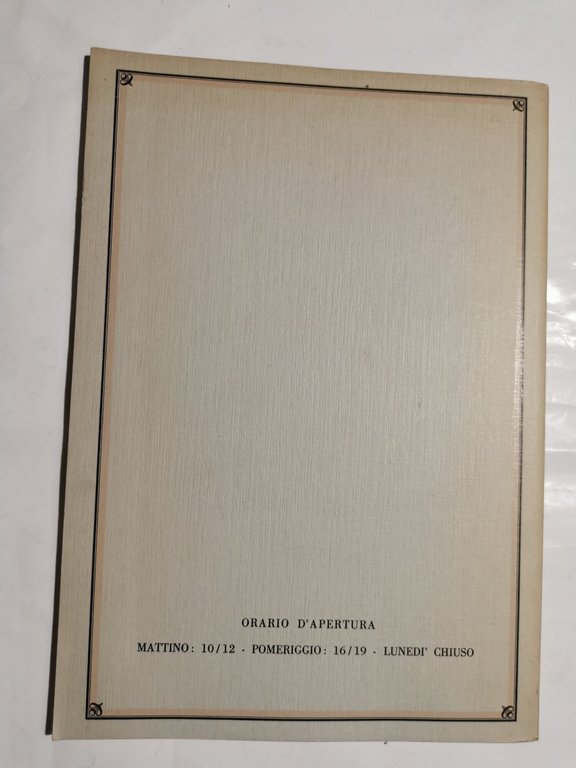 ORARIO D'APERTURA
MATTINO: 10/12 - POMERIGGIO: 16/19 - LUNEDI' CHIUSO